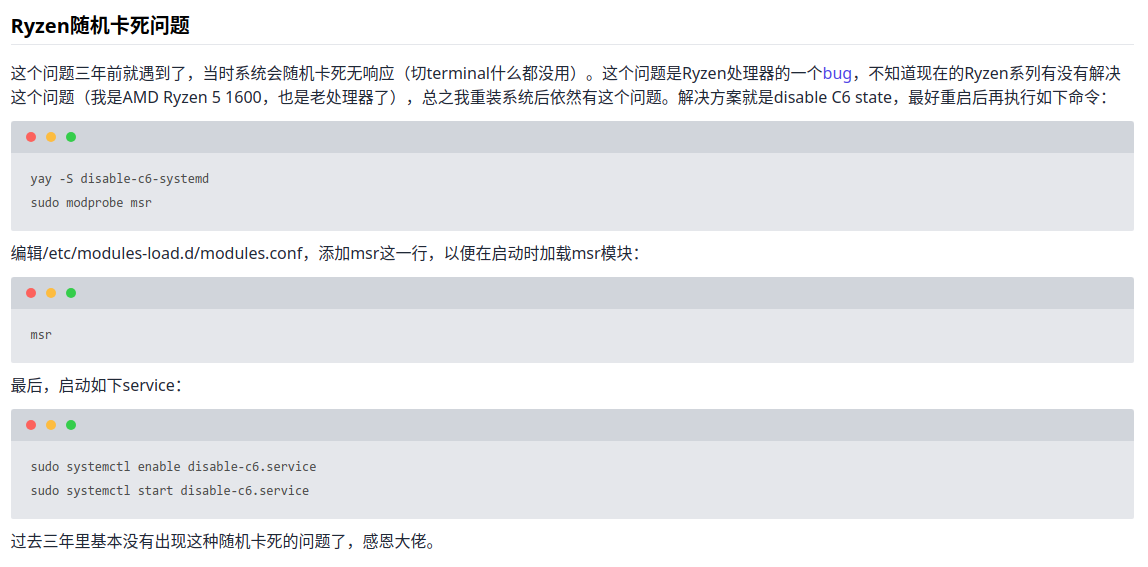 Ryzen随机卡死问题
这个问题三年前就遇到了，当时系统会随机卡死无响应（切terminal什么都没用）。这个问题是Ryzen处理器的一个bug，不知道现在的Ryzen系列有没有解决
这个问题（我是AMD Ryzen 5 1600，也是老处理器了），总之我重装系统后依然有这个问题。解决方案就是disable C6 state，最好重启后再执行如下命令：
yay -S disable-c6-systemd
sudo modprobe msr
编辑/etc/modules-load.d/modules.conf，添加msr这一行，以便在启动时加载msr模块：
msr
最后，启动如下service：
sudo systemctl enable disable-c6.service
sudo systemctl start disable-c6.service
过去三年里基本没有出现这种随机卡死的问题了，感恩大佬。